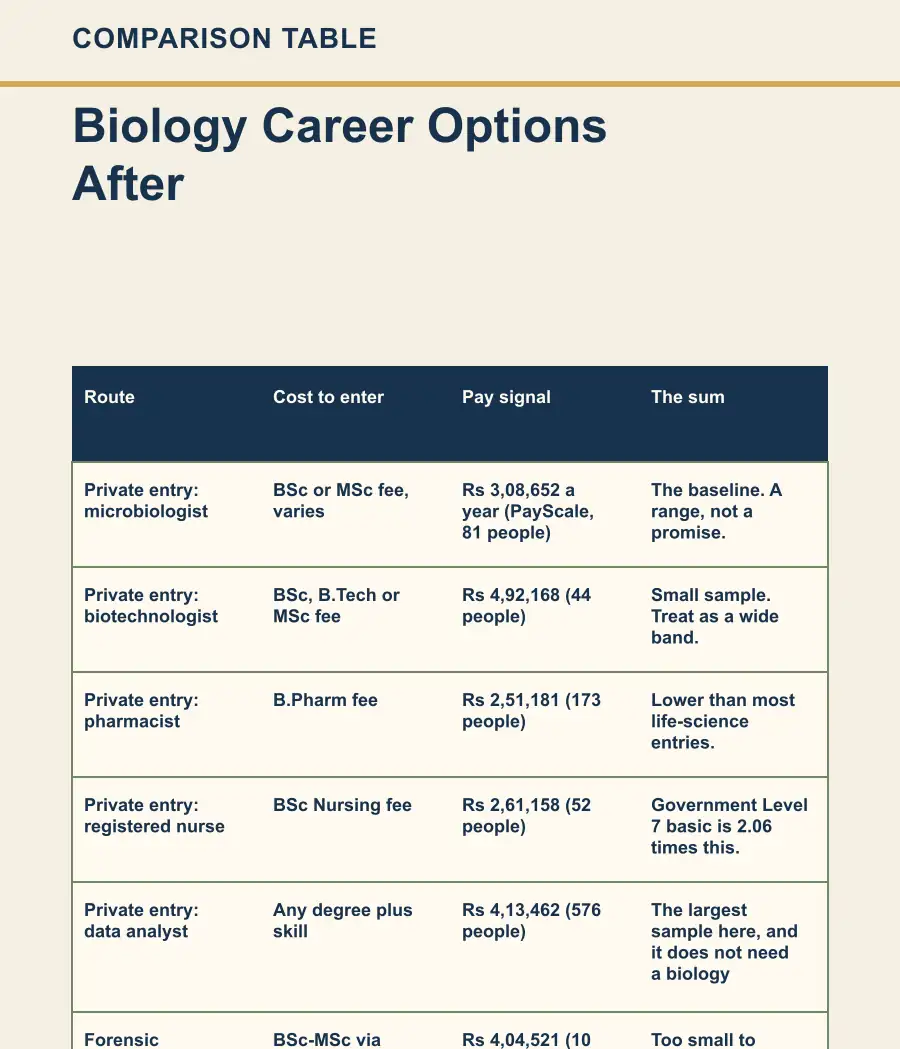 COMPARISON TABLE
Biology Career Options
After
Route Cost to enter Pay signal The sum
Private entry:
microbiologist
BSc or MSc fee,
varies
Rs 3,08,652 a
year (PayScale,
81 people)
The baseline. A
range, not a
promise.
Private entry:
biotechnologist
BSc, B.Tech or
MSc fee
Rs 4,92,168 (44
people)
Small sample.
Treat as a wide
band.
Private entry:
pharmacist
B.Pharm fee
Rs 2,51,181 (173
people)
Lower than most
life-science
entries.
Private entry:
registered nurse
BSc Nursing fee
Rs 2,61,158 (52
people)
Government Level
7 basic is 2.06
times this.
Private entry:
data analyst
Any degree plus
skill
Rs 4,13,462 (576
people)
The largest
sample here, and
it does not need
a biology
Forensic
BSc-MSc via
Rs 4,04,521 (10
Too small to